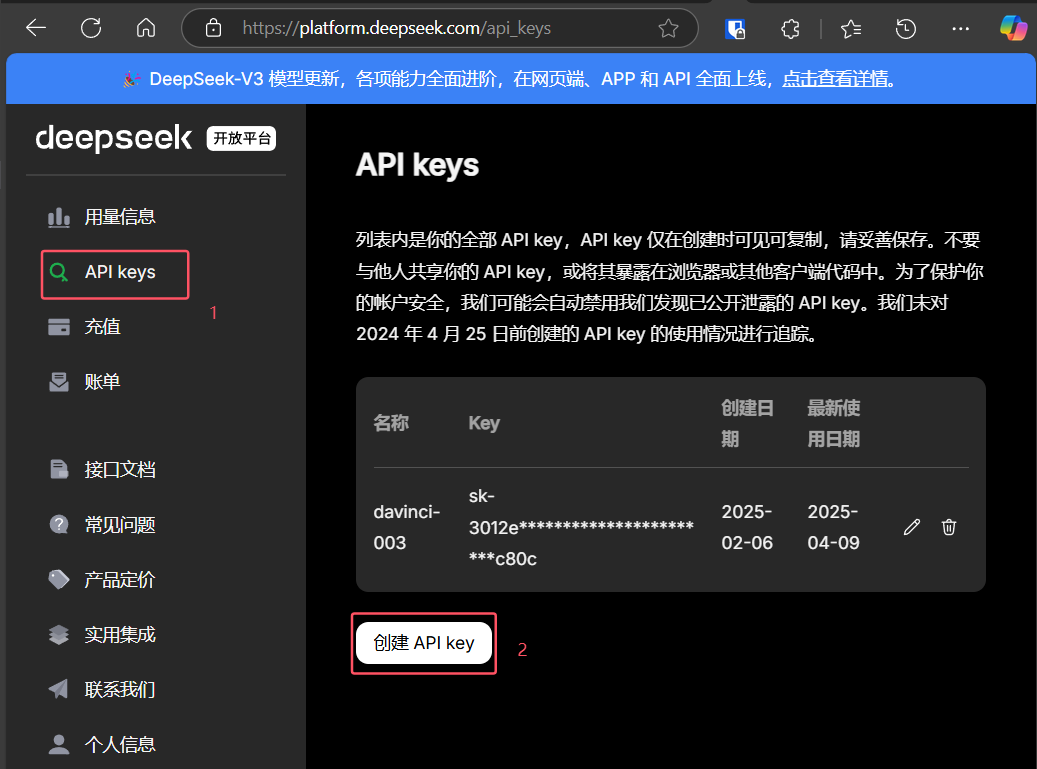 https://platform.deepseek.com/api_keys
🎉 DeepSeek-V3 模型更新，各项能力全面进阶，在网页端、APP 和 API 全面上线，点击查看详情。
deepseek 开放平台
用量信息
API keys
1
充值
账单
接口文档
常见问题
产品定价
实用集成
联系我们
个人信息
API keys
列表内是你的全部 API key，API key 仅在创建时可见可复制，请妥善保存。不要
与他人共享你的 API key，或将其暴露在浏览器或其他客户端代码中。为了保护你
的帐户安全，我们可能会自动禁用我们发现已公开泄露的 API key。我们未对
2024 年 4 月 25 日前创建的 API key 的使用情况进行追踪。
名称 Key 创建日期 最新使用日期
davinci-003 sk-3012e***********************c80c 2025-02-06 2025-04-09
创建 API key
2